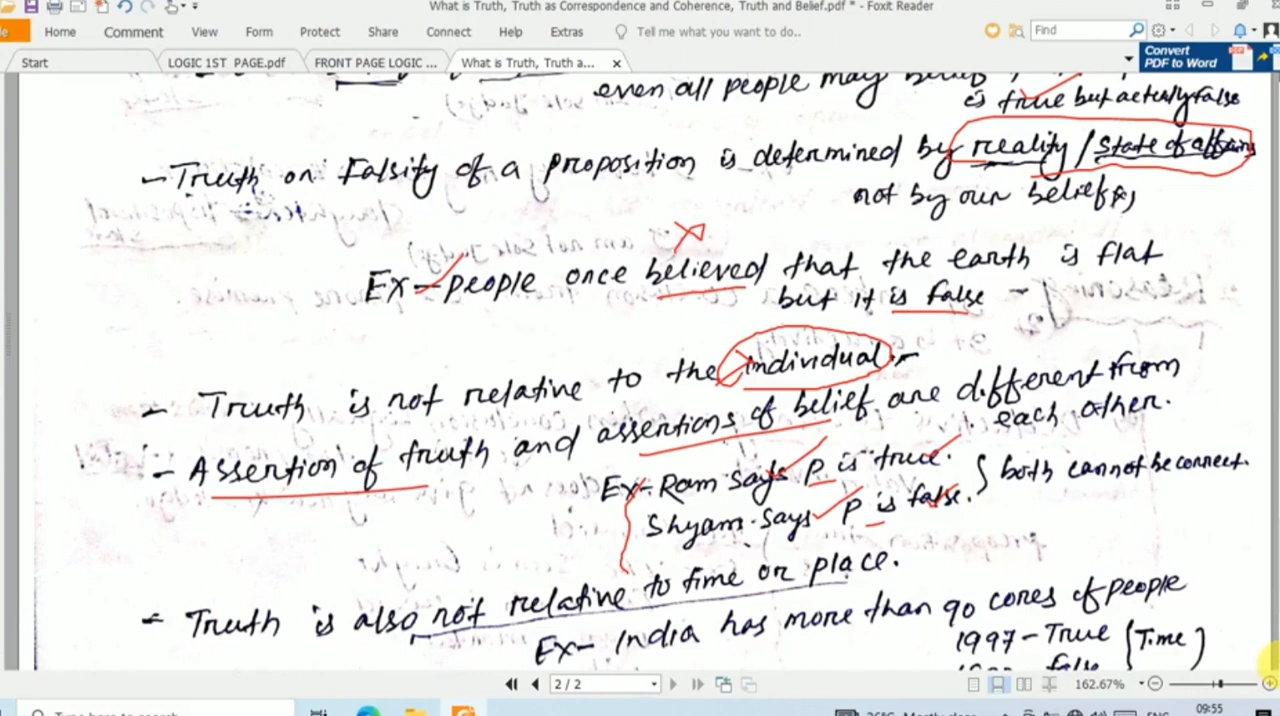 What is Truth, Truth as Correspondence and Coherence, Truth and Belief.pdf * - Foxit Reader
Home Comment View Form Protect Share Connect Help Extras Tell me what you want to do.. Find
Start LOGIC 1ST PAGE.pdf FRONT PAGE LOGIC ... What is Truth, Truth a... Convert
PDF to Word
even all people may belief
is true but actually false
- Truth or Falsity of a proposition is determined by reality / state of affairs
not by our beliefs,
Ex - people once believed that the earth is flat
but it is false
- Truth is not relative to the individual -
- Assertion of truth and assertions of belief are different from
each other.
Ex - Ram says P is true.
Shyam says P is false. } both cannot be correct.
- Truth is also not relative to time or place.
Ex - India has more than 90 cores of people
1997 - True (Time)
false
2 / 2 162.67%
09:55
ENG